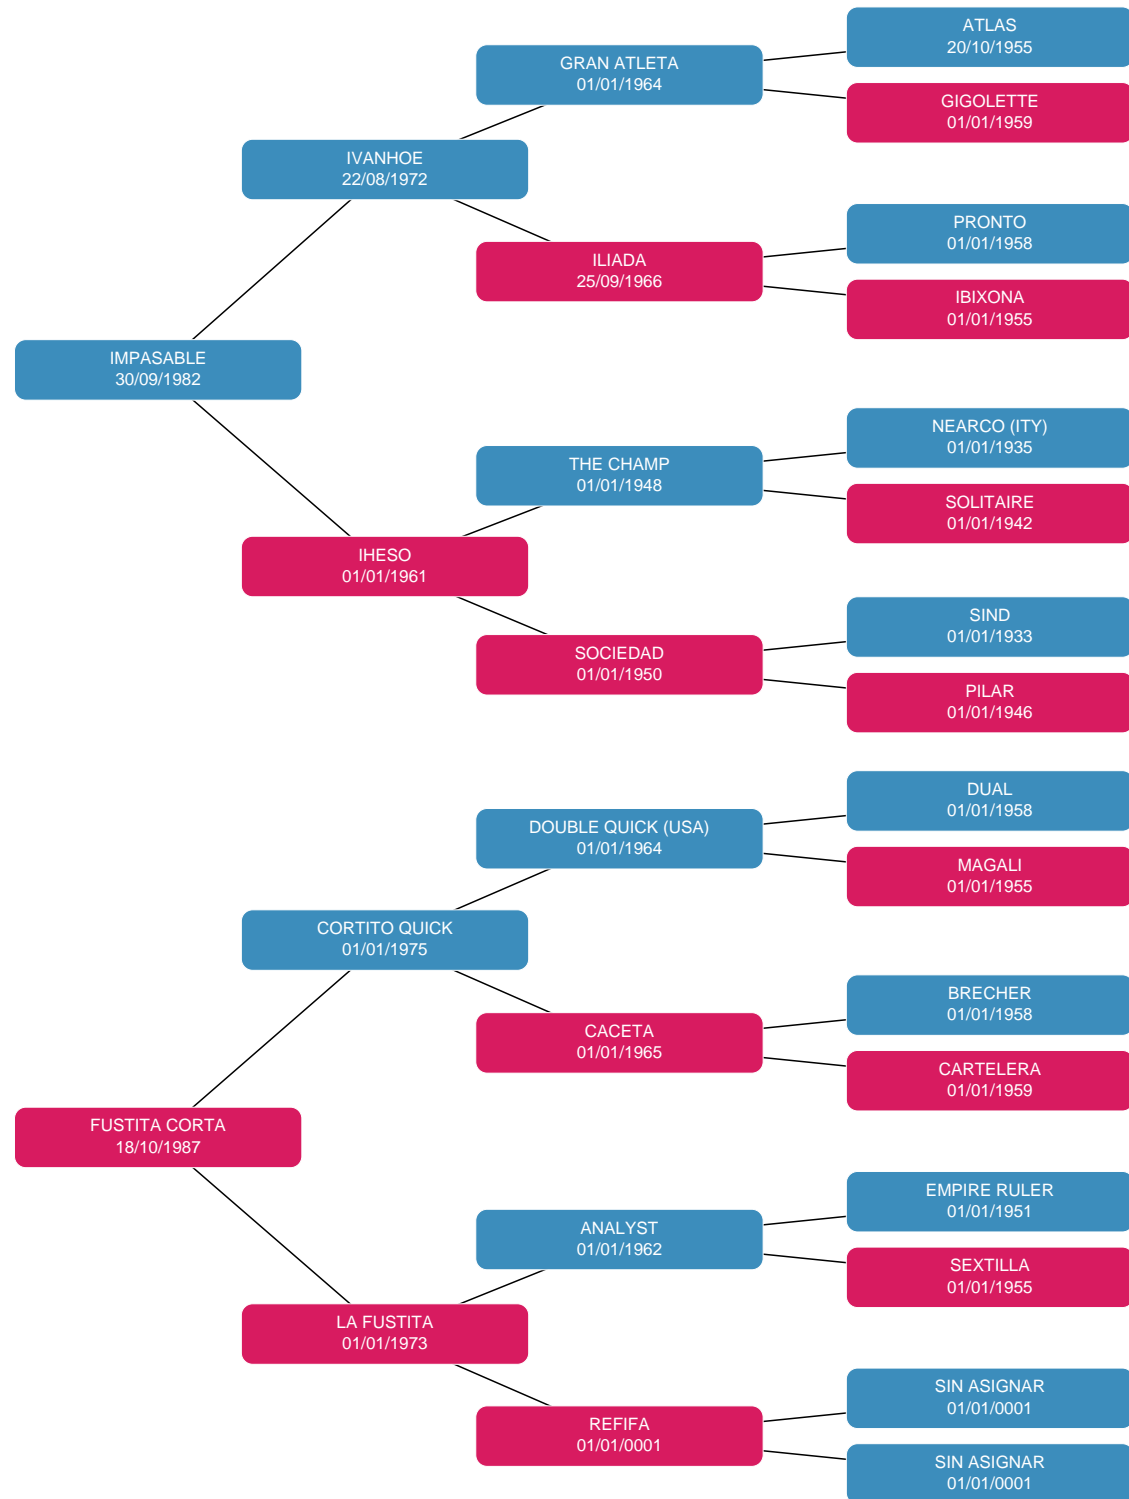 ATLAS
20/10/1955
GRAN ATLETA
01/01/1964
GIGOLETTE
01/01/1959
IVANHOE
22/08/1972
PRONTO
01/01/1958
ILIADA
25/09/1966
IBIXONA
01/01/1955
IMPASABLE
30/09/1982
NEARCO (ITY)
01/01/1935
THE CHAMP
01/01/1948
SOLITAIRE
01/01/1942
IHESO
01/01/1961
SIND
01/01/1933
SOCIEDAD
01/01/1950
PILAR
01/01/1946
DUAL
01/01/1958
DOUBLE QUICK (USA)
01/01/1964
MAGALI
01/01/1955
CORTITO QUICK
01/01/1975
BRECHER
01/01/1958
CACETA
01/01/1965
CARTELERA
01/01/1959
FUSTITA CORTA
18/10/1987
EMPIRE RULER
01/01/1951
ANALYST
01/01/1962
SEXTILLA
01/01/1955
LA FUSTITA
01/01/1973
SIN ASIGNAR
01/01/0001
REFIFA
01/01/0001
SIN ASIGNAR
01/01/0001